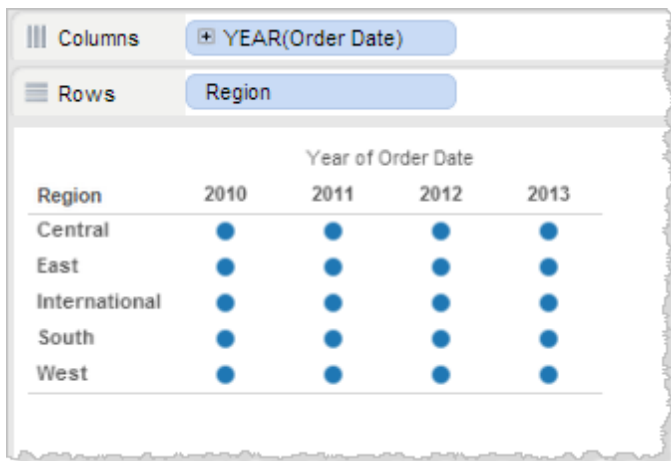 Columns YEAR(Order Date)
Rows Region
Year of Order Date
Region 2010 2011 2012 2013
Central
East
International
South
West